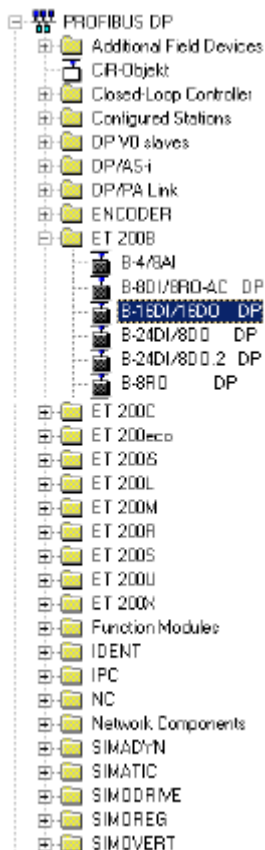 PROFIBUS DP
Additional Field Devices
CiR-Objekt
Closed-Loop Controller
Configured Stations
DP V0 slaves
DP/AS-i
DP/PA Link
ENCODER
ET 200B
B-4/8AI
B-8DI/8RO-AC DP
B-16DI/16DO DP
B-24DI/8DO DP
B-24DI/8DO.2 DP
B-8RO DP
ET 200C
ET 200eco
ET 200iS
ET 200L
ET 200M
ET 200R
ET 200S
ET 200U
ET 200X
Function Modules
IDENT
IPC
NC
Network Components
SIMADYN
SIMATIC
SIMODRIVE
SIMOREG
SIMOVERT